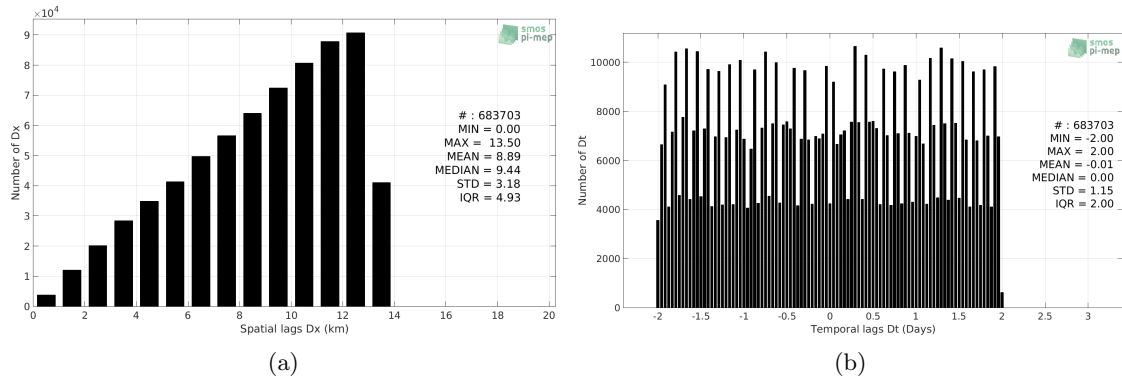 ×10⁴
9
8
7
6
5
4
3
2
1
0
Number of Dx
smos
pi-mep
# : 683703
MIN = 0.00
MAX = 13.50
MEAN = 8.89
MEDIAN = 9.44
STD = 3.18
IQR = 4.93
0 2 4 6 8 10 12 14 16 18 20
Spatial lags Dx (km)
(a)
10000
8000
6000
4000
2000
0
Number of Dt
smos
pi-mep
# : 683703
MIN = -2.00
MAX = 2.00
MEAN = -0.01
MEDIAN = 0.00
STD = 1.15
IQR = 2.00
-2 -1.5 -1 -0.5 0 0.5 1 1.5 2 2.5 3
Temporal lags Dt (Days)
(b)